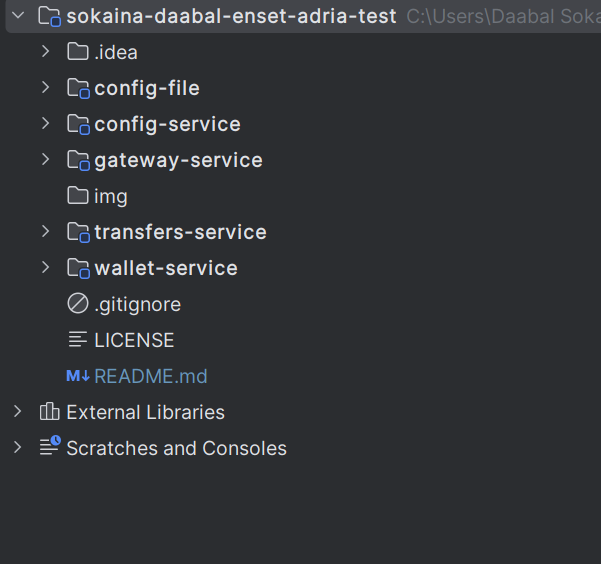 sokaina-daabal-enset-adria-test C:\Users\Daabal Soka
.idea
config-file
config-service
gateway-service
img
transfers-service
wallet-service
.gitignore
LICENSE
M↓ README.md
External Libraries
Scratches and Consoles